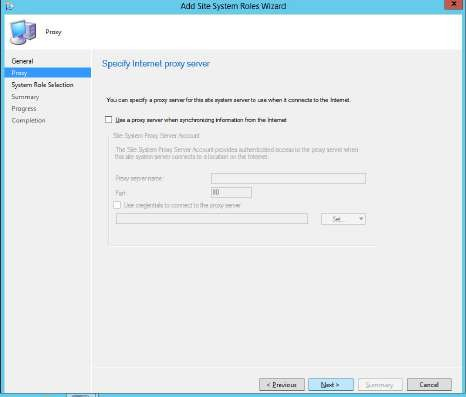 Add Site System Roles Wizard
Proxy
General
Proxy
System Role Selection
Summary
Progress
Completion
Specify Internet proxy server
You can specify a proxy server for this site system server to use when it connects to the Internet.
Use a proxy server when synchronizing information from the Internet
Site System Proxy Server Account
The Site System Proxy Server Account provides authenticated access to the proxy server when
this site system server connects to a location on the Internet.
Proxy server name:
Port: 80
Use credentials to connect to the proxy server
Set...
< Previous Next > Summary Cancel